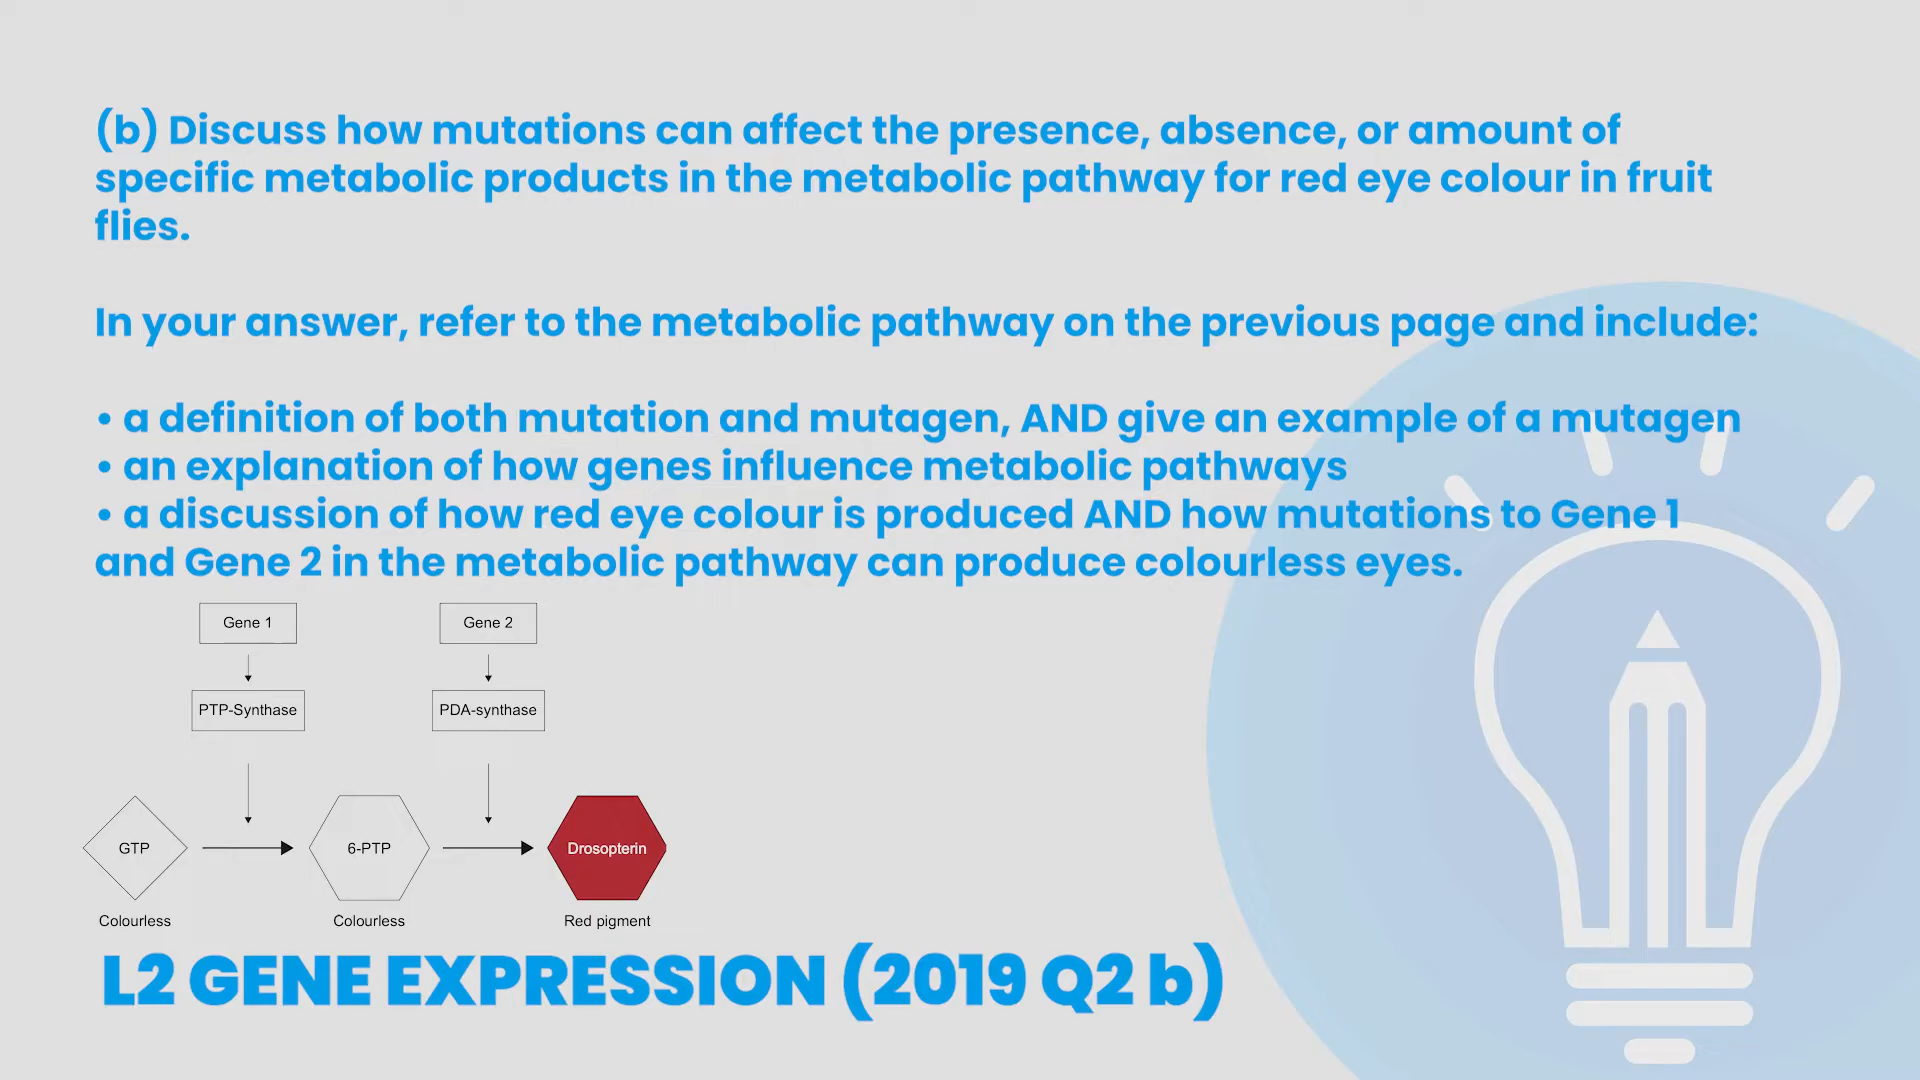 (b) Discuss how mutations can affect the presence, absence, or amount of
specific metabolic products in the metabolic pathway for red eye colour in fruit
flies.
In your answer, refer to the metabolic pathway on the previous page and include:
• a definition of both mutation and mutagen, AND give an example of a mutagen
• an explanation of how genes influence metabolic pathways
• a discussion of how red eye colour is produced AND how mutations to Gene 1
and Gene 2 in the metabolic pathway can produce colourless eyes.
Gene 1
Gene 2
PTP-Synthase
PDA-synthase
GTP
6-PTP
Drosopterin
Colourless
Colourless
Red pigment
L2 GENE EXPRESSION (2019 Q2 b)